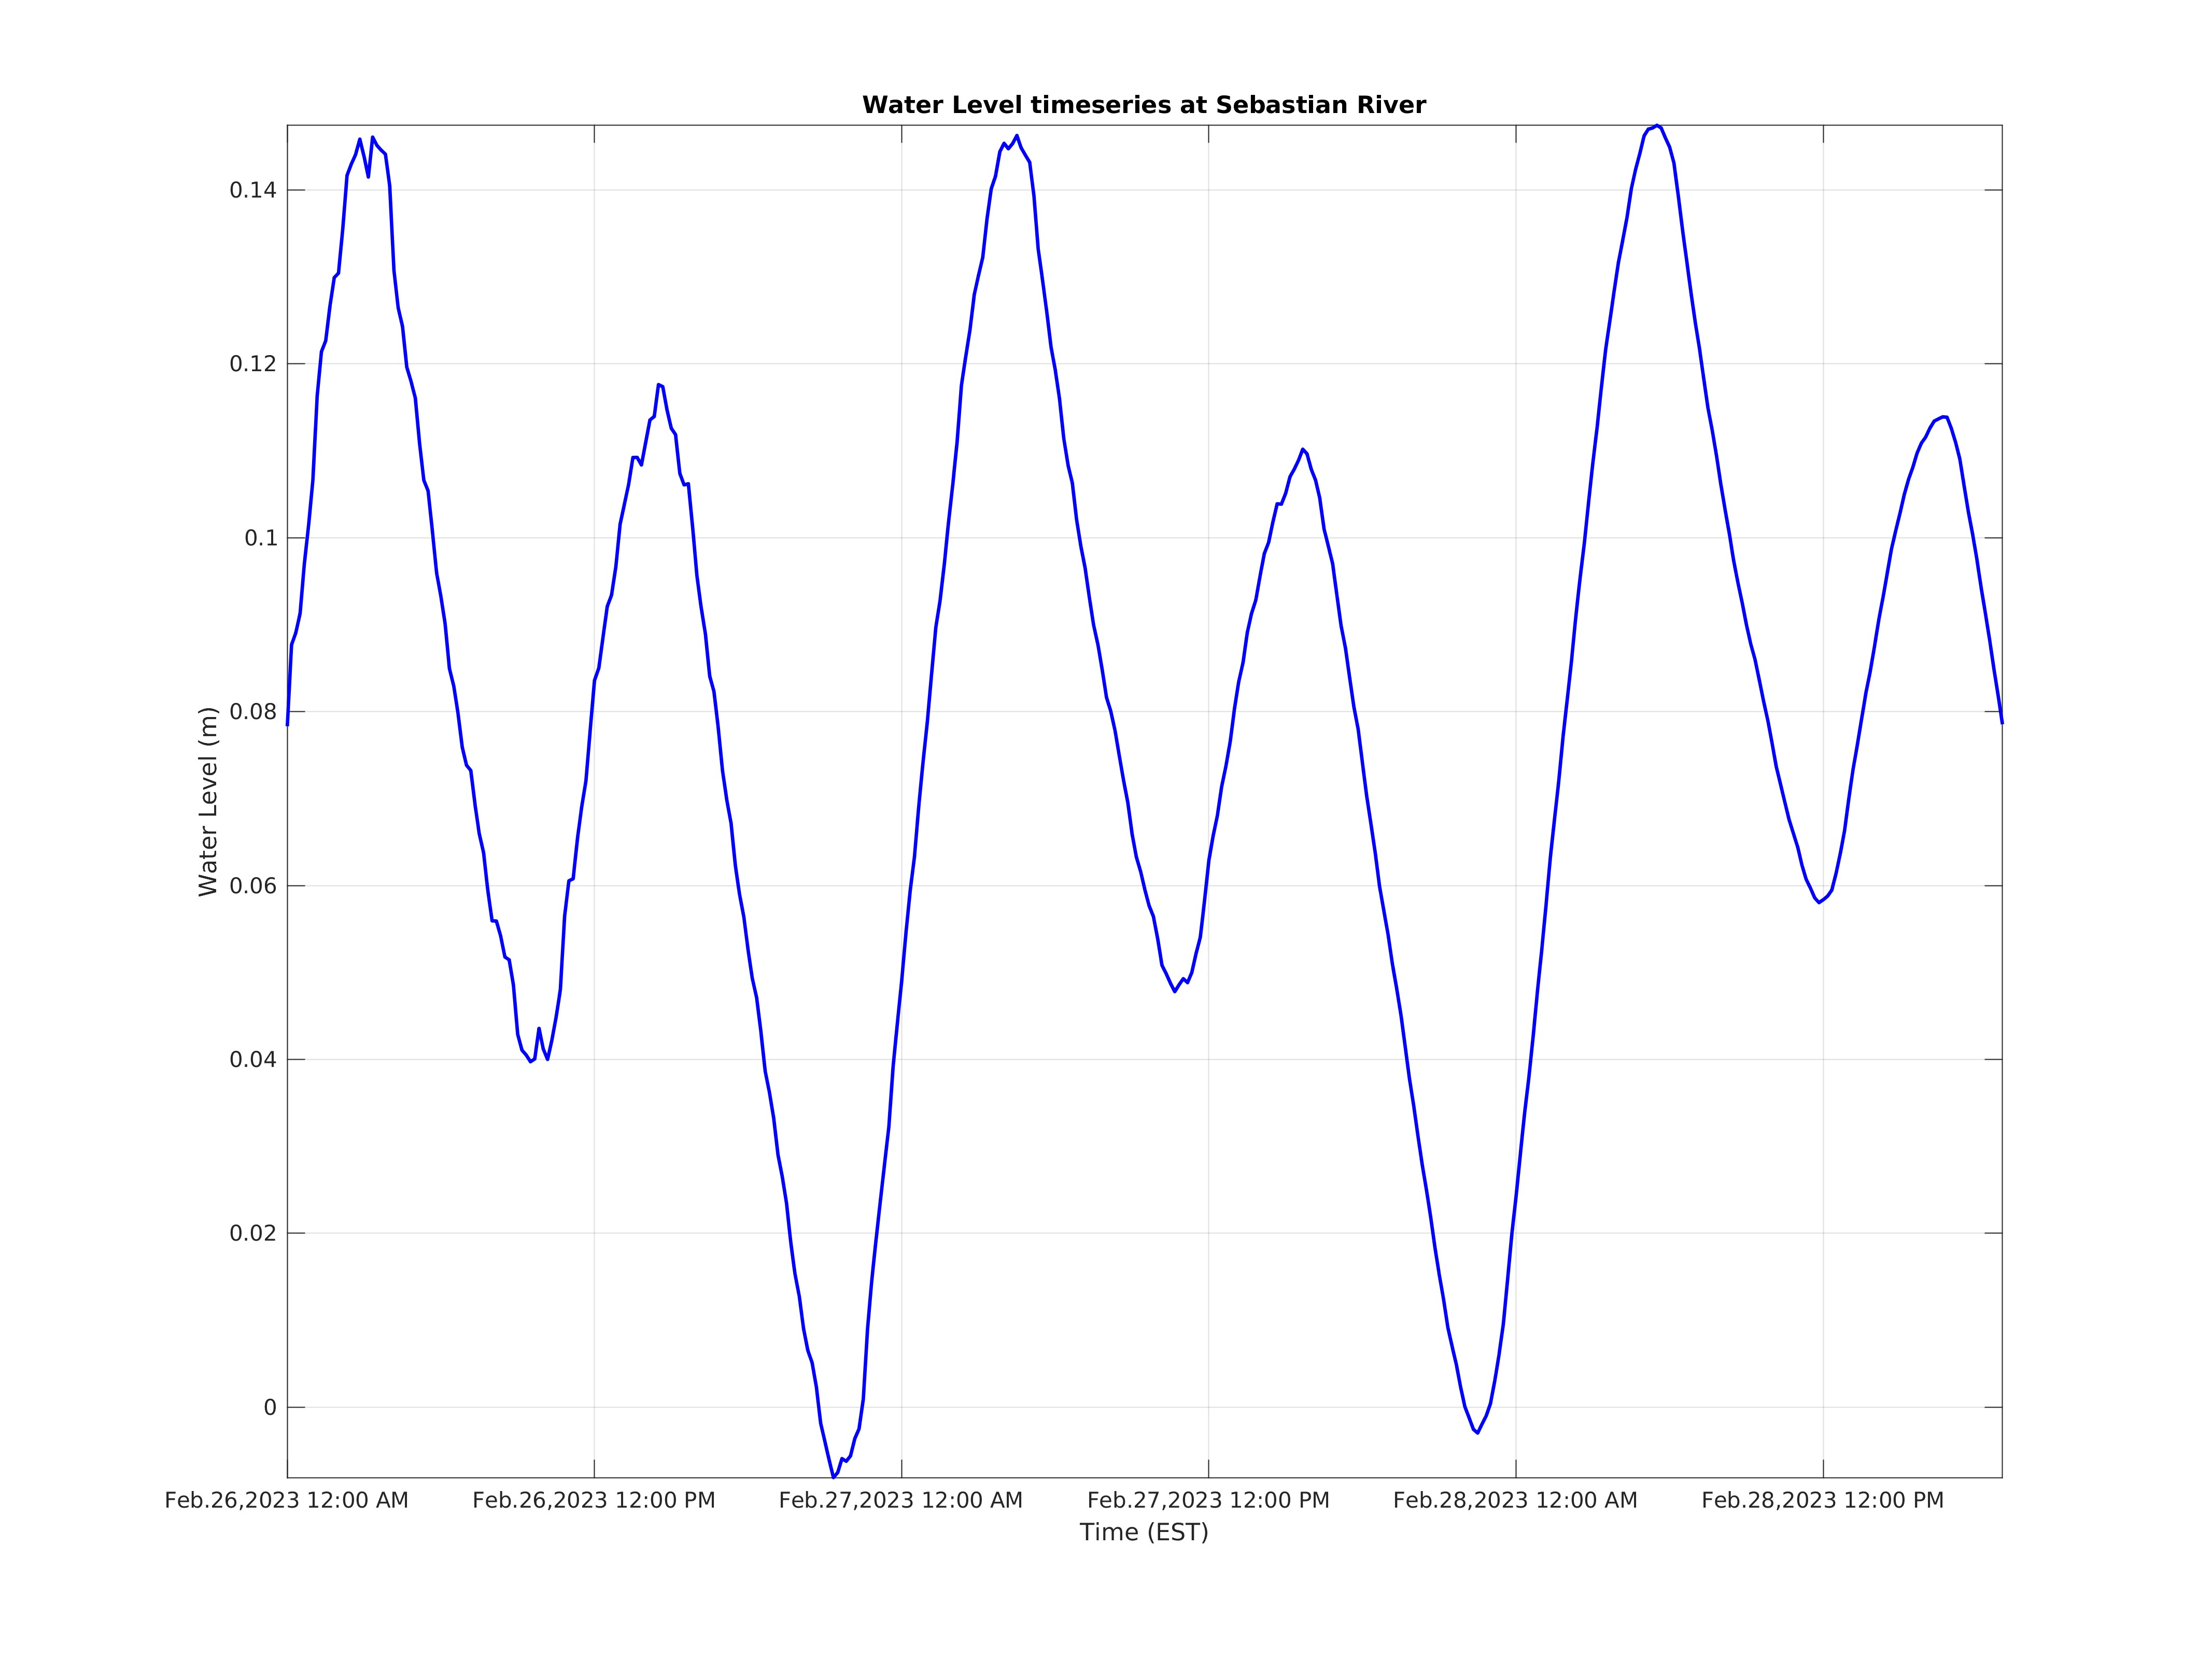 Water Level timeseries at Sebastian River
0.14
0.12
0.1
0.08
0.06
0.04
0.02
0
Water Level (m)
Feb.26,2023 12:00 AM
Feb.26,2023 12:00 PM
Feb.27,2023 12:00 AM
Feb.27,2023 12:00 PM
Feb.28,2023 12:00 AM
Feb.28,2023 12:00 PM
Time (EST)